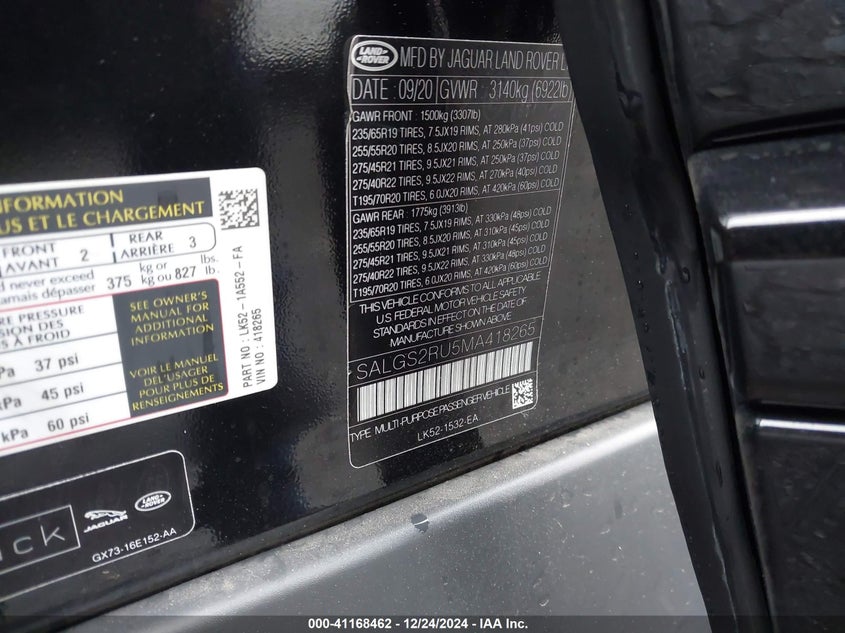 INFORMATION
US ET LE CHARGEMENT
FRONT
AVANT 2 REAR
ARRIÈRE 3
d never exceed
jamais dépasser 375 kg or
kg ou 827 lbs.
lb.
RE PRESSURE
SION DES
S À FROID
SEE OWNER'S
MANUAL FOR
ADDITIONAL
INFORMATION
VOIR LE MANUEL
DEL'USAGER
POUR PLUS DE
RENSEIGNEMENTS
Pa 37 psi
kPa 45 psi
kPa 60 psi
PART NO : LK52-1A552-FA
VIN NO : 418265
ck
JAGUAR
LAND ROVER
GX73-16E152-AA
LAND ROVER
MFD BY JAGUAR LAND ROVER L
DATE : 09/20 GVWR : 3140kg (6922lb)
GAWR FRONT : 1500kg (3307lb)
235/65R19 TIRES, 7.5JX19 RIMS, AT 280kPa (41psi) COLD
255/55R20 TIRES, 8.5JX20 RIMS, AT 250kPa (37psi) COLD
275/45R21 TIRES, 9.5JX21 RIMS, AT 250kPa (37psi) COLD
275/40R22 TIRES, 9.5JX22 RIMS, AT 270kPa (40psi) COLD
T195/70R20 TIRES, 6.0JX20 RIMS, AT 420kPa (60psi) COLD
GAWR REAR : 1775kg (3913lb)
235/65R19 TIRES, 7.5JX19 RIMS, AT 330kPa (48psi) COLD
255/55R20 TIRES, 8.5JX20 RIMS, AT 310kPa (45psi) COLD
275/45R21 TIRES, 9.5JX21 RIMS, AT 310kPa (45psi) COLD
275/40R22 TIRES, 9.5JX22 RIMS, AT 330kPa (48psi) COLD
T195/70R20 TIRES, 6.0JX20 RIMS, AT 420kPa (60psi) COLD
THIS VEHICLE CONFORMS TO ALL APPLICABLE
U.S. FEDERAL MOTOR VEHICLE SAFETY
STANDARDS IN EFFECT ON THE DATE OF
MANUFACTURE SHOWN ABOVE.
SALGS2RU5MA418265
TYPE : MULTI-PURPOSE PASSENGER VEHICLE
LK52-1532-EA
000-41168462 - 12/24/2024 - IAA Inc.